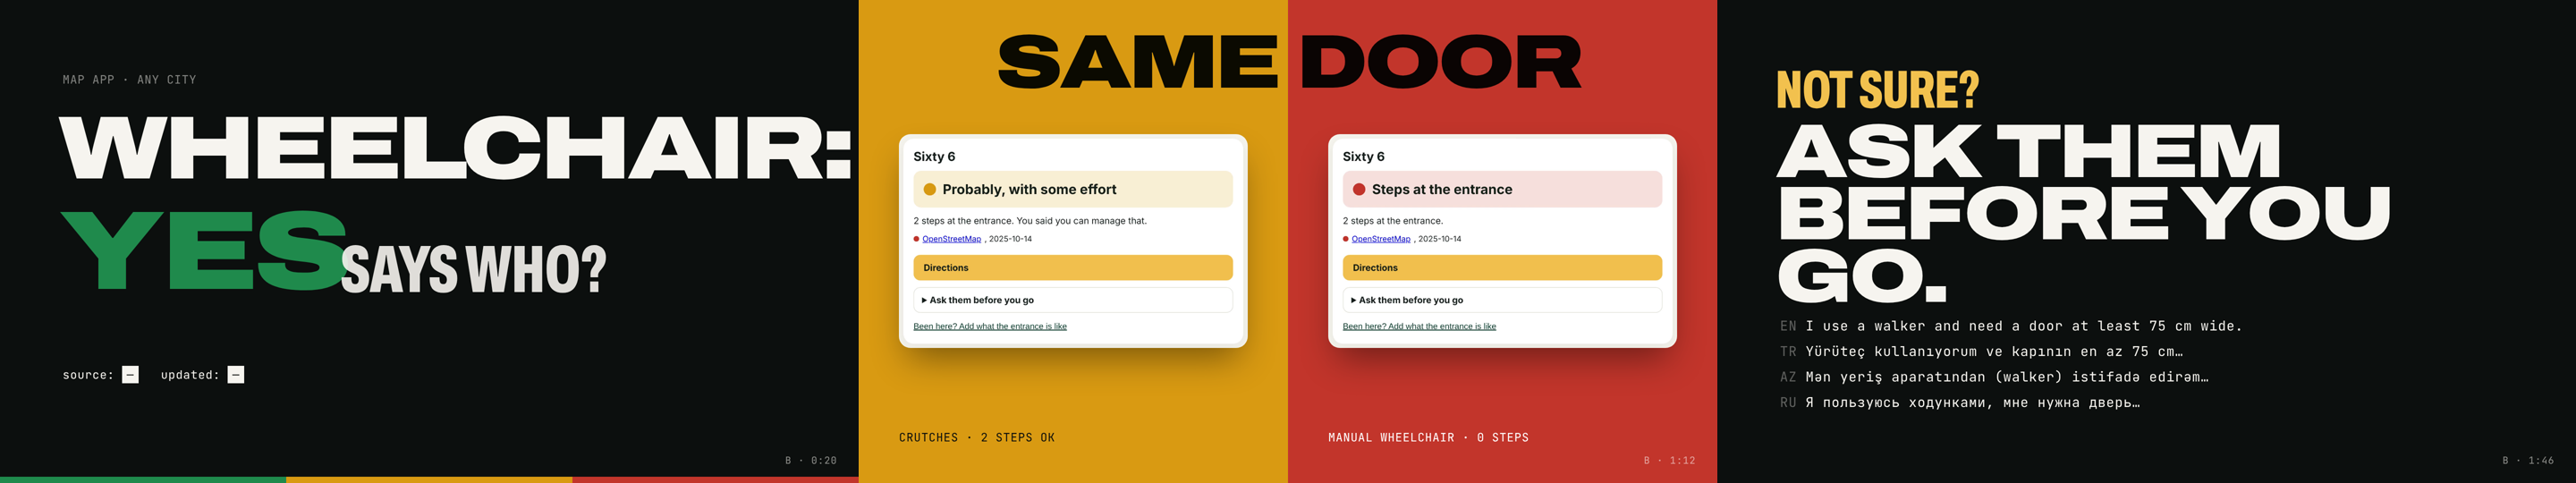 MAP APP · ANY CITY
WHEELCHAIR:
YES
SAYS WHO?
source: —   updated: —
B · 0:20
SAME DOOR
Sixty 6
Probably, with some effort
2 steps at the entrance. You said you can manage that.
OpenStreetMap , 2025-10-14
Directions
▸ Ask them before you go
Been here? Add what the entrance is like
CRUTCHES · 2 STEPS OK
Sixty 6
Steps at the entrance
2 steps at the entrance.
OpenStreetMap , 2025-10-14
Directions
▸ Ask them before you go
Been here? Add what the entrance is like
MANUAL WHEELCHAIR · 0 STEPS
B · 1:12
NOT SURE?
ASK THEM
BEFORE YOU
GO.
EN I use a walker and need a door at least 75 cm wide.
TR Yürüteç kullanıyorum ve kapının en az 75 cm…
AZ Mən yeriş aparatından (walker) istifadə edirəm…
RU Я пользуюсь ходунками, мне нужна дверь…
B · 1:46